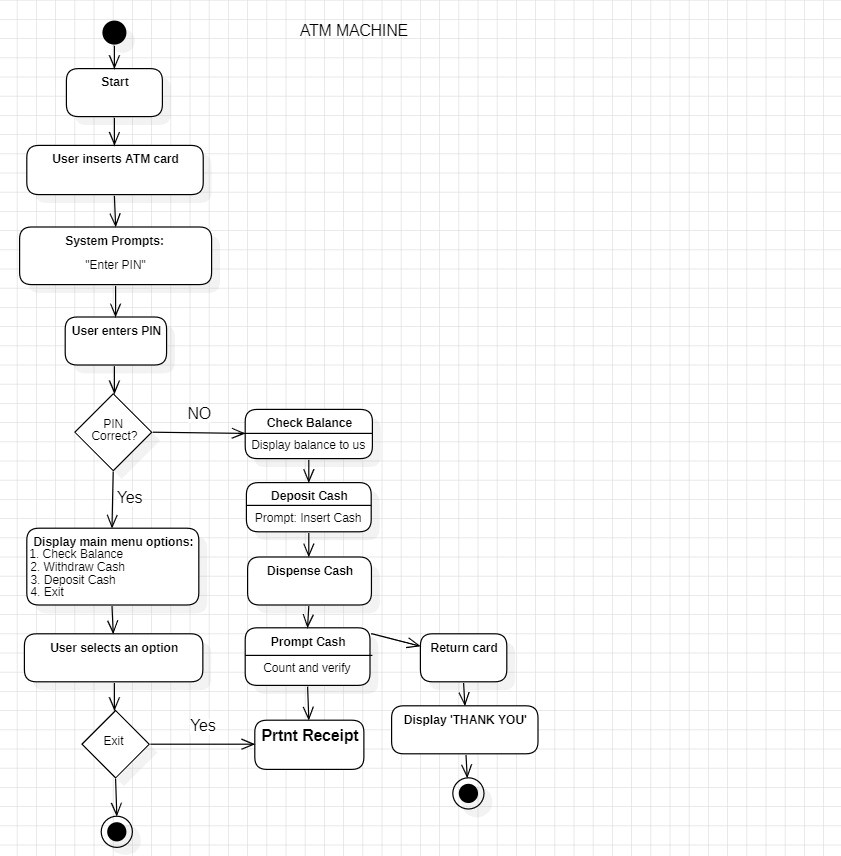 ATM MACHINE
Start
User inserts ATM card
System Prompts:
"Enter PIN"
User enters PIN
PIN
Correct?
NO
Yes
Check Balance
Display balance to us
Deposit Cash
Prompt: Insert Cash
Display main menu options:
1. Check Balance
2. Withdraw Cash
3. Deposit Cash
4. Exit
Dispense Cash
User selects an option
Prompt Cash
Count and verify
Return card
Display 'THANK YOU'
Exit
Yes
Prtnt Receipt